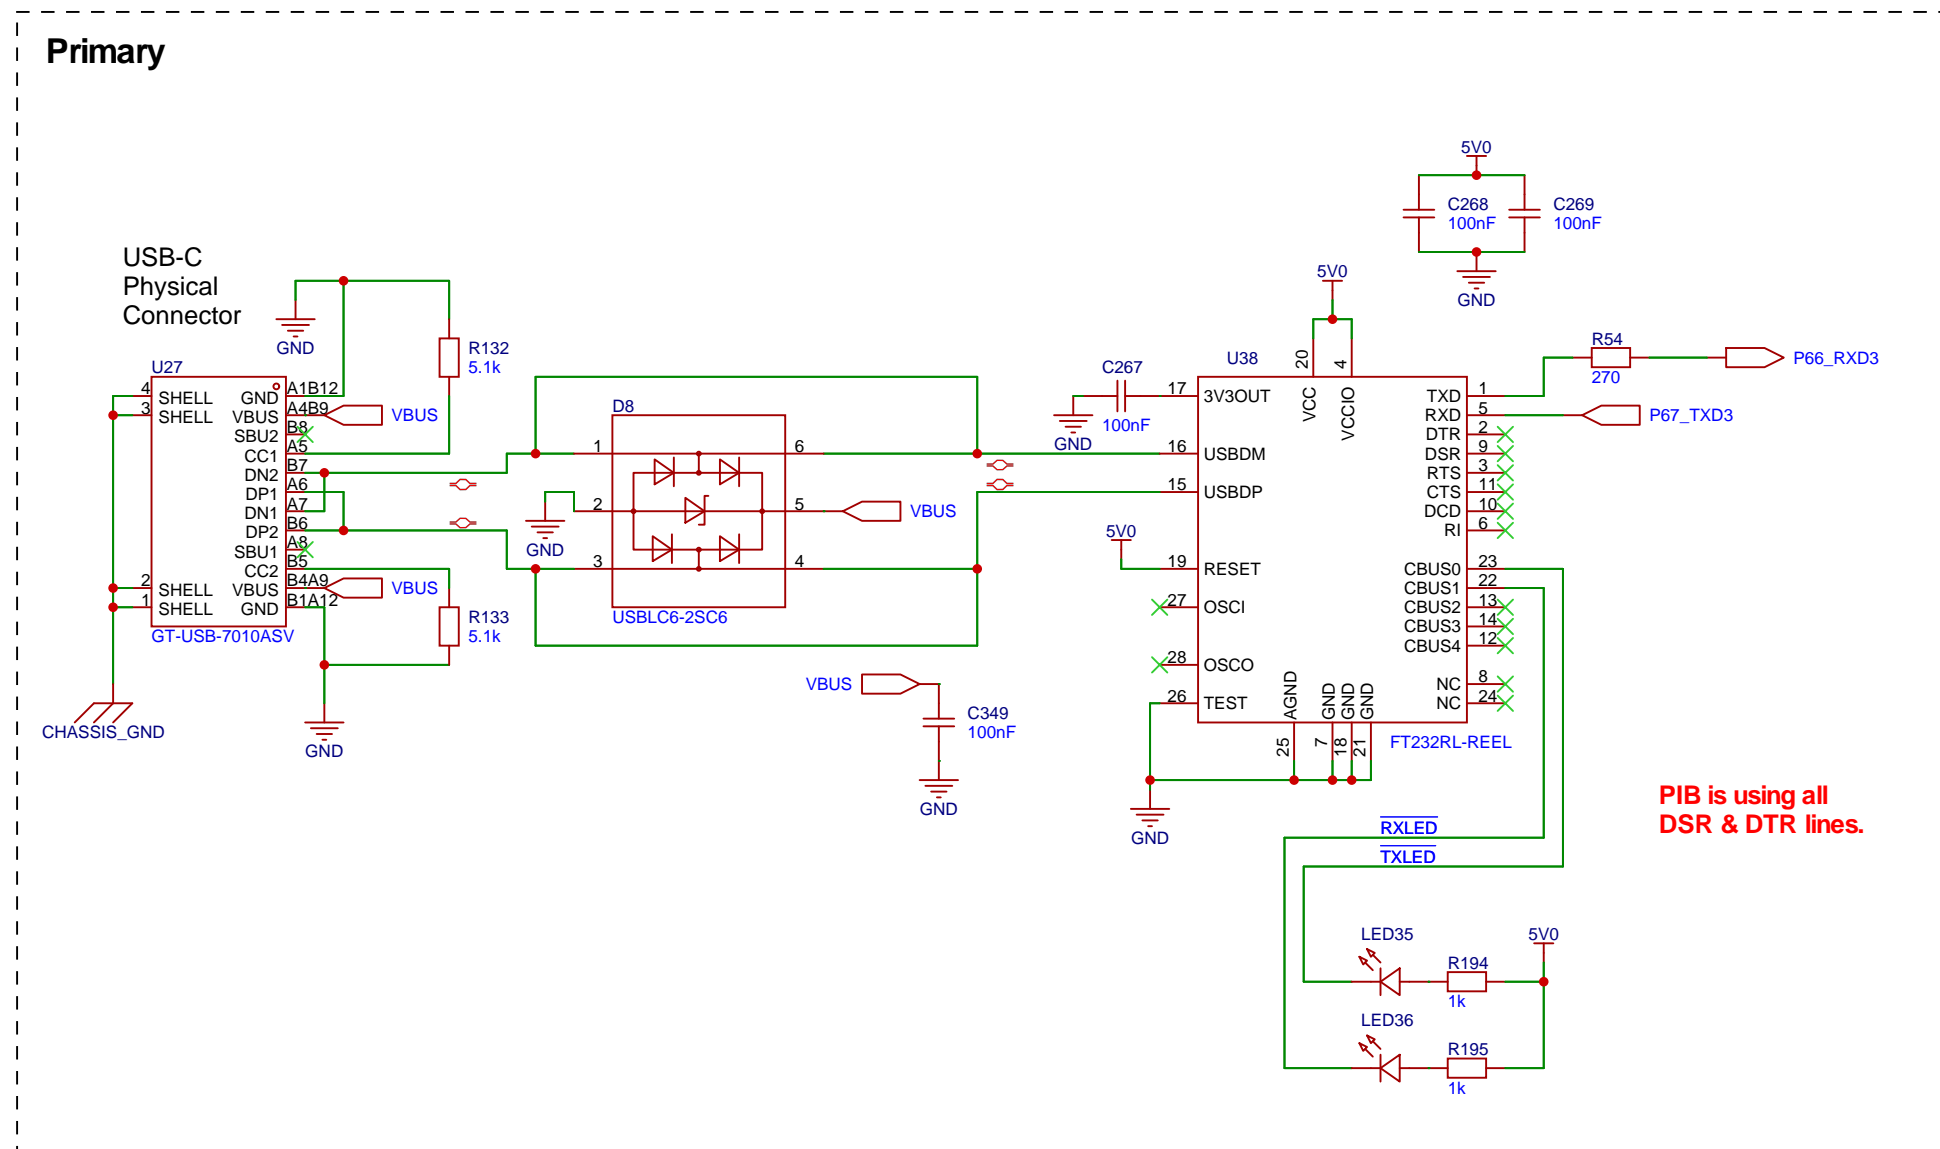 Primary
USB-C
Physical
Connector
GND
R132
5.1k
U27
4
SHELL
3
SHELL
2
SHELL
1
SHELL
GND
A1B12
VBUS
A4B9
VBUS
SBU2
B8
CC1
A5
DN2
B7
DP1
A6
DN1
A7
DP2
B6
SBU1
A8
CC2
B5
VBUS
B4A9
VBUS
GND
B1A12
GT-USB-7010ASV
R133
5.1k
CHASSIS_GND
GND
D8
1
2
3
6
5
4
GND
VBUS
USBLC6-2SC6
VBUS
C349
100nF
GND
5V0
C268
100nF
C269
100nF
GND
5V0
C267
100nF
GND
U38
20
VCC
4
VCCIO
17
3V3OUT
16
USBDM
15
USBDP
5V0
19
RESET
27
OSCI
28
OSCO
26
TEST
TXD
1
RXD
5
DTR
2
DSR
9
RTS
3
CTS
11
DCD
10
RI
6
CBUS0
23
CBUS1
22
CBUS2
13
CBUS3
14
CBUS4
12
NC
8
NC
24
AGND
25
GND
7
GND
18
GND
21
FT232RL-REEL
GND
R54
270
P66_RXD3
P67_TXD3
PIB is using all
DSR & DTR lines.
RXLED
TXLED
LED35
R194
1k
5V0
LED36
R195
1k